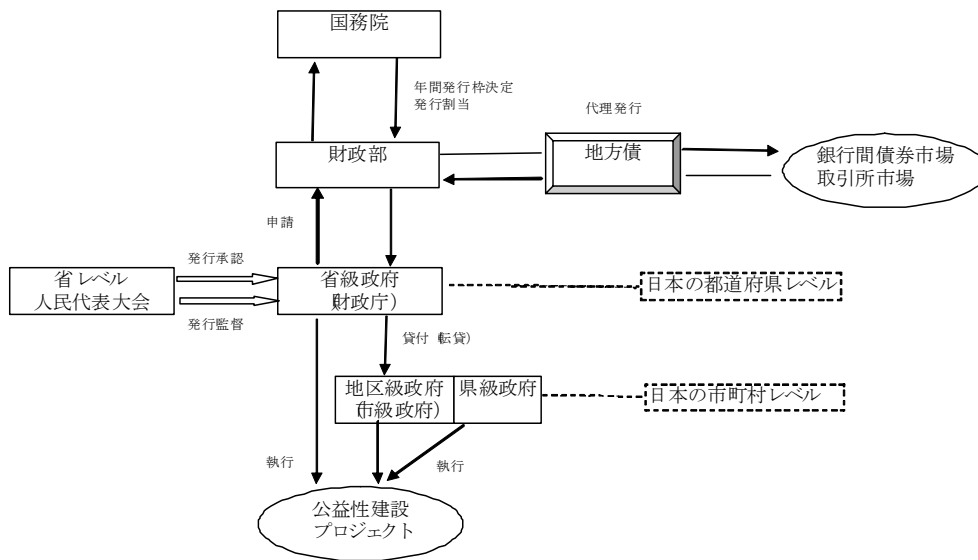 国務院
年間発行枠決定
発行割当
代理発行
財政部
地方債
銀行間債券市場
取引所市場
申請
発行承認
省レベル
人民代表大会
省級政府
(財政庁)
日本の都道府県レベル
発行監督
貸付(転貸)
地区級政府
(市級政府)
県級政府
日本の市町村レベル
執行
執行
公益性建設
プロジェクト